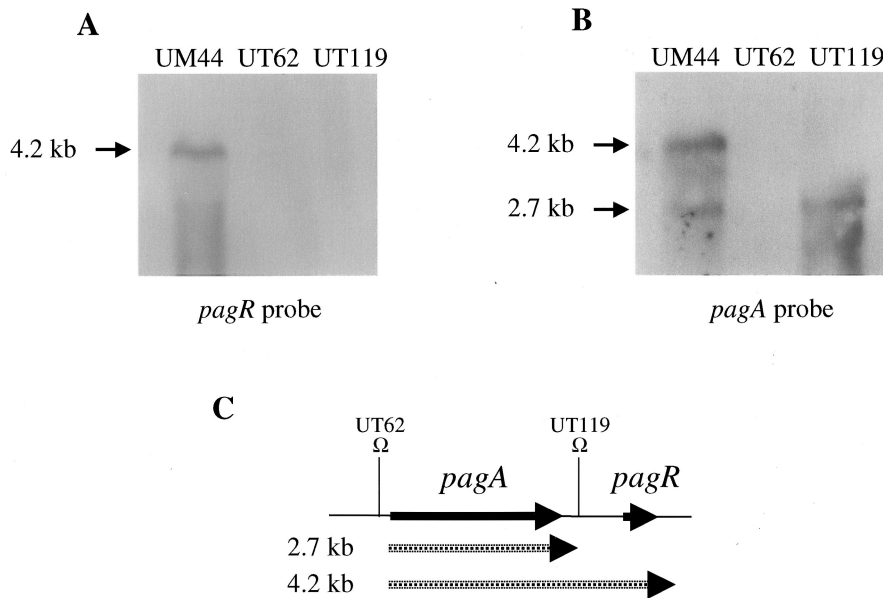 A
UM44 UT62 UT119
4.2 kb
pagR probe
B
UM44 UT62 UT119
4.2 kb
2.7 kb
pagA probe
C
UT62 UT119
Ω Ω
pagA pagR
2.7 kb
4.2 kb